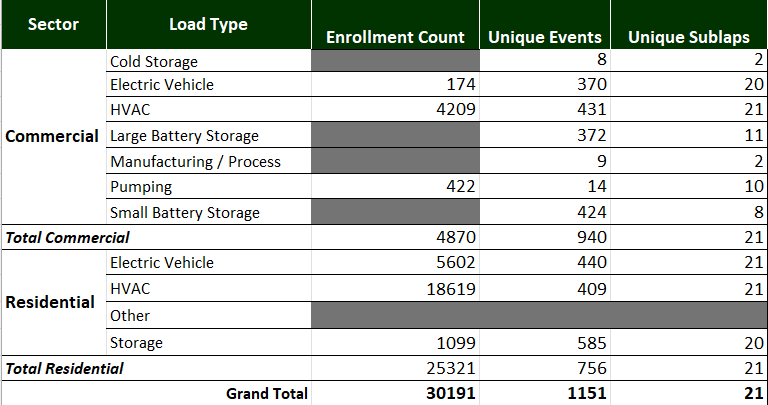 Sector Load Type Enrollment Count Unique Events Unique Sublaps
Cold Storage 8 2
Electric Vehicle 174 370 20
HVAC 4209 431 21
Commercial Large Battery Storage 372 11
Manufacturing / Process 9 2
Pumping 422 14 10
Small Battery Storage 424 8
Total Commercial 4870 940 21
Electric Vehicle 5602 440 21
HVAC 18619 409 21
Residential
Other
Storage 1099 585 20
Total Residential 25321 756 21
Grand Total 30191 1151 21